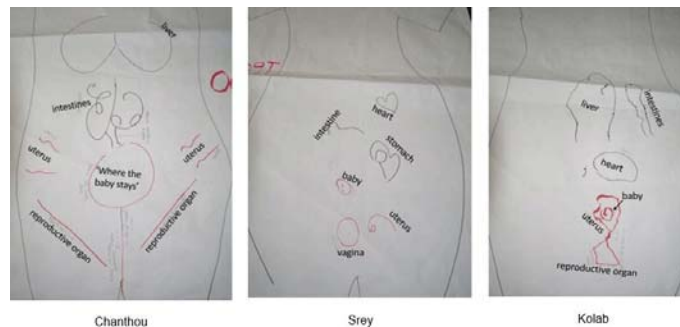 liver
intestines
uterus
uterus
'Where the
baby stays'
reproductive organ
reproductive organ
Chanthou
heart
intestine
stomach
baby
uterus
vagina
Srey
liver
intestines
heart
baby
uterus
reproductive organ
Kolab